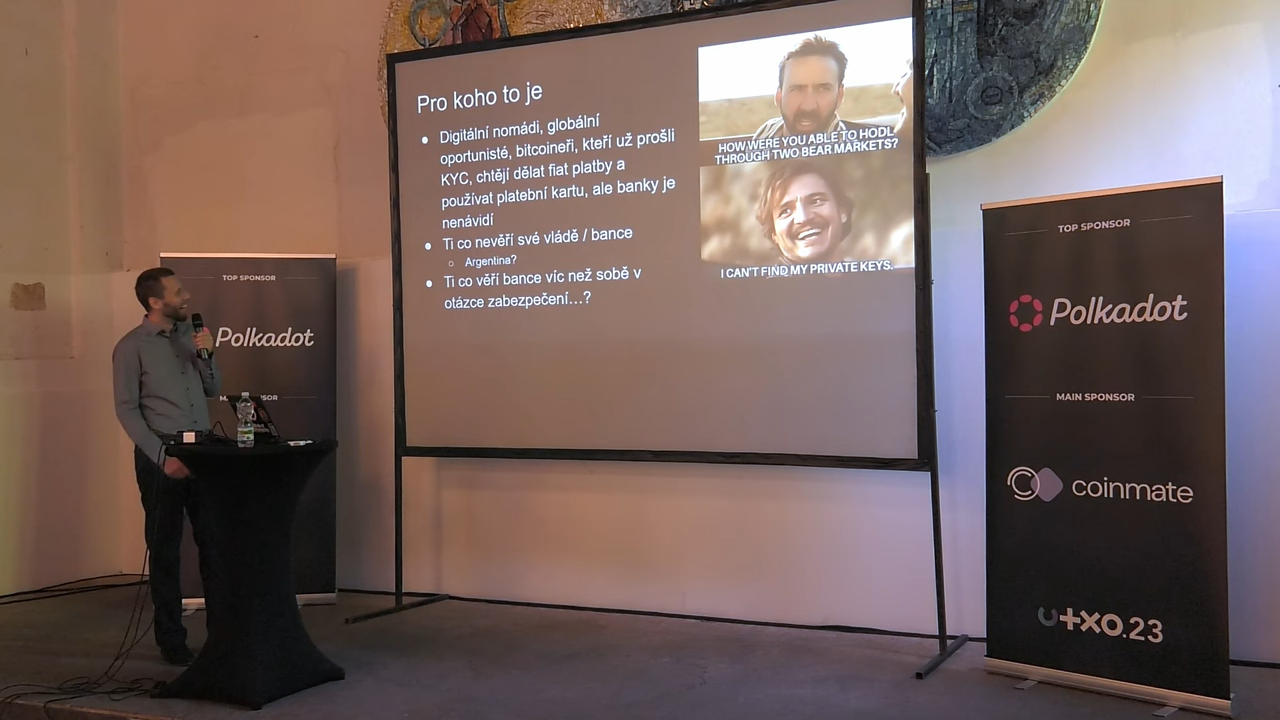 Pro koho to je
● Digitální nomádi, globální
oportunisté, bitcoineři, kteří už prošli
KYC, chtějí dělat fiat platby a
používat platební kartu, ale banky je
nenávidí
● Ti co nevěří své vládě / bance
○ Argentina?
● Ti co věří bance víc než sobě v
otázce zabezpečení…?
HOW WERE YOU ABLE TO HODL
THROUGH TWO BEAR MARKETS?
I CAN'T FIND MY PRIVATE KEYS.
TOP SPONSOR
Polkadot
TOP SPONSOR
Polkadot
MAIN SPONSOR
coinmate
utxo.23